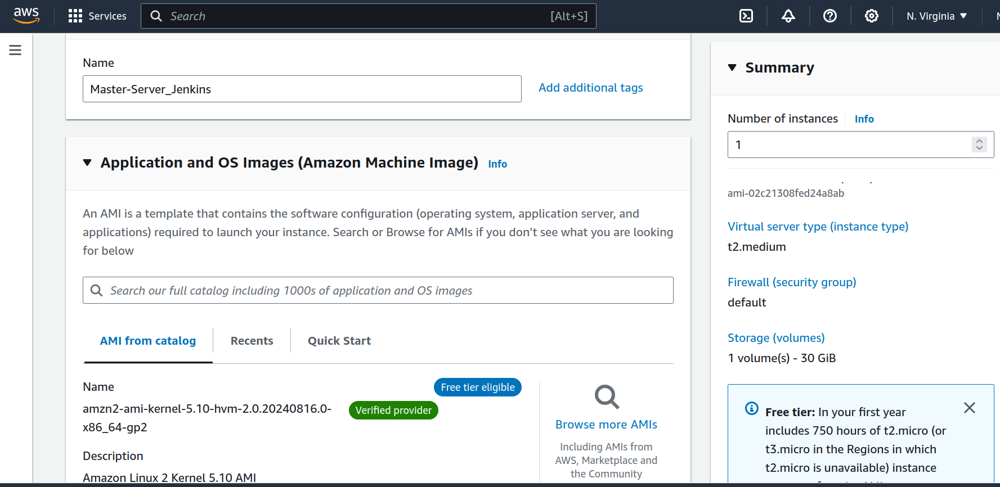 aws
Services
Search
[Alt+S]
N. Virginia
Name
Master-Server_Jenkins
Add additional tags
Application and OS Images (Amazon Machine Image)
Info
An AMI is a template that contains the software configuration (operating system, application server, and
applications) required to launch your instance. Search or Browse for AMIs if you don’t see what you are looking
for below
Search our full catalog including 1000s of application and OS images
AMI from catalog
Recents
Quick Start
Name
Free tier eligible
amzn2-ami-kernel-5.10-hvm-2.0.20240816.0-
x86_64-gp2
Verified provider
Description
Amazon Linux 2 Kernel 5.10 AMI
Browse more AMIs
Including AMIs from
AWS, Marketplace and
the Community
Summary
Number of instances
Info
1
ami-02c21308fed24a8ab
Virtual server type (instance type)
t2.medium
Firewall (security group)
default
Storage (volumes)
1 volume(s) - 30 GiB
Free tier: In your first year
includes 750 hours of t2.micro (or
t3.micro in the Regions in which
t2.micro is unavailable) instance